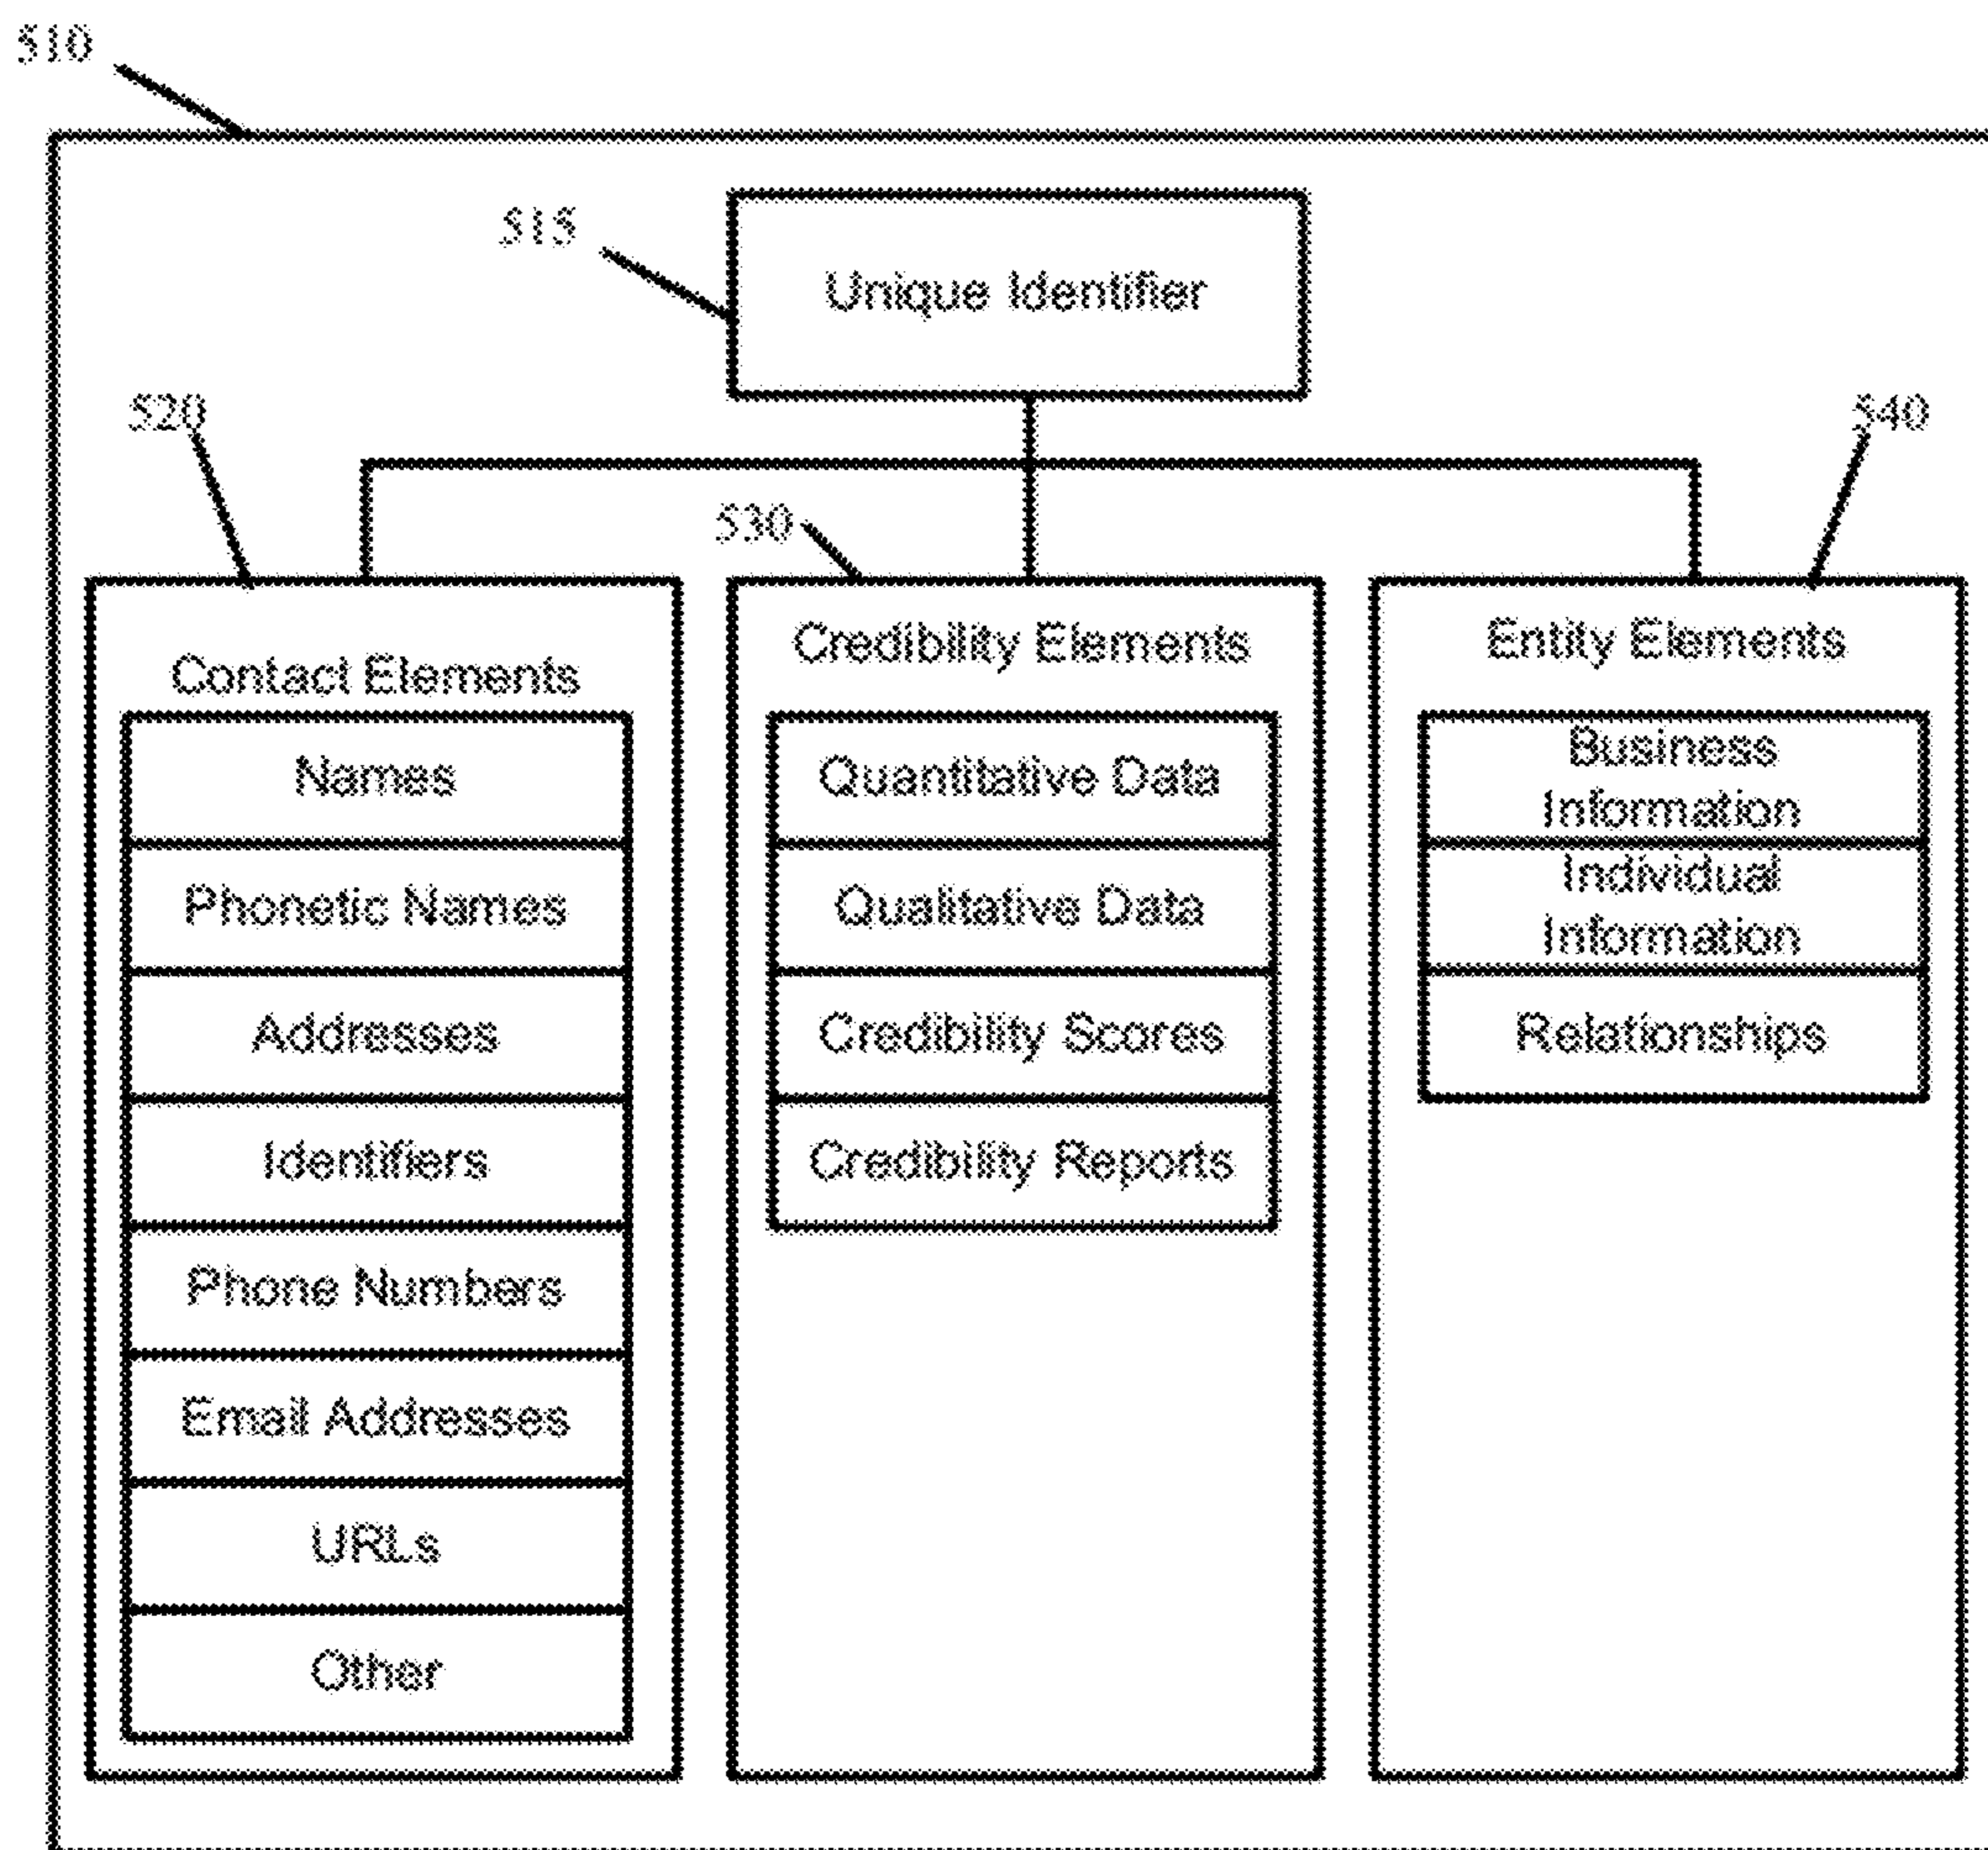 510
515
Unique Identifier
520
540
530
Contact Elements
Names
Phonetic Names
Addresses
Identifiers
Phone Numbers
Email Addresses
URLs
Other
Credibility Elements
Quantitative Data
Qualitative Data
Credibility Scores
Credibility Reports
Entity Elements
Business
Information
Individual
Information
Relationships